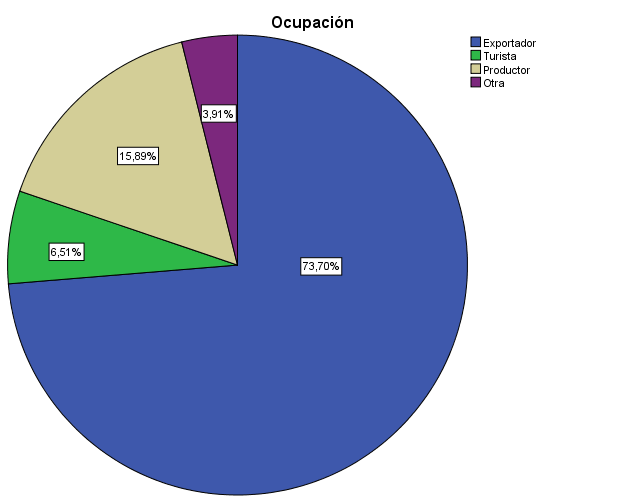 Ocupación
Exportador
Turista
Productor
Otra
3,91%
15,89%
6,51%
73,70%